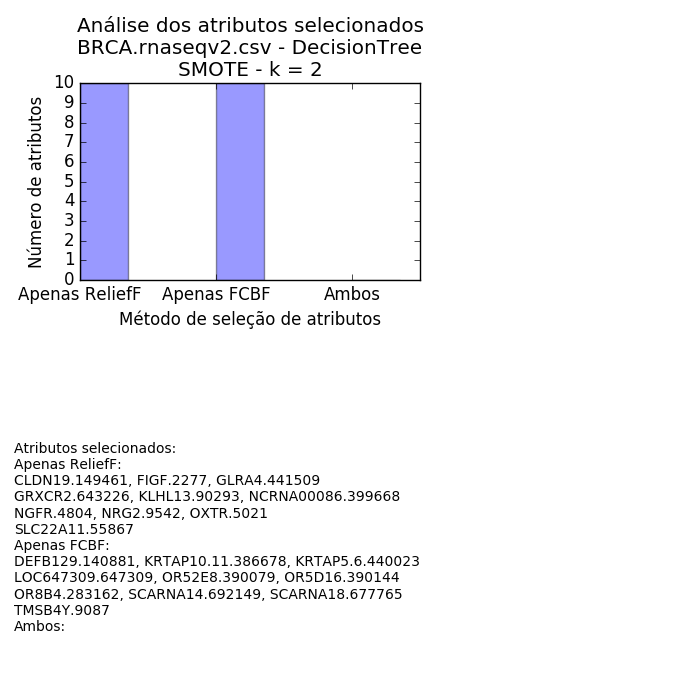 Análise dos atributos selecionados
BRCA.rnaseqv2.csv - DecisionTree
SMOTE - k = 2
10
9
8
7
6
5
4
3
2
1
0
Número de atributos
Apenas ReliefF Apenas FCBF Ambos
Método de seleção de atributos
Atributos selecionados:
Apenas ReliefF:
CLDN19.149461, FIGF.2277, GLRA4.441509
GRXCR2.643226, KLHL13.90293, NCRNA00086.399668
NGFR.4804, NRG2.9542, OXTR.5021
SLC22A11.55867
Apenas FCBF:
DEFB129.140881, KRTAP10.11.386678, KRTAP5.6.440023
LOC647309.647309, OR52E8.390079, OR5D16.390144
OR8B4.283162, SCARNA14.692149, SCARNA18.677765
TMSB4Y.9087
Ambos: